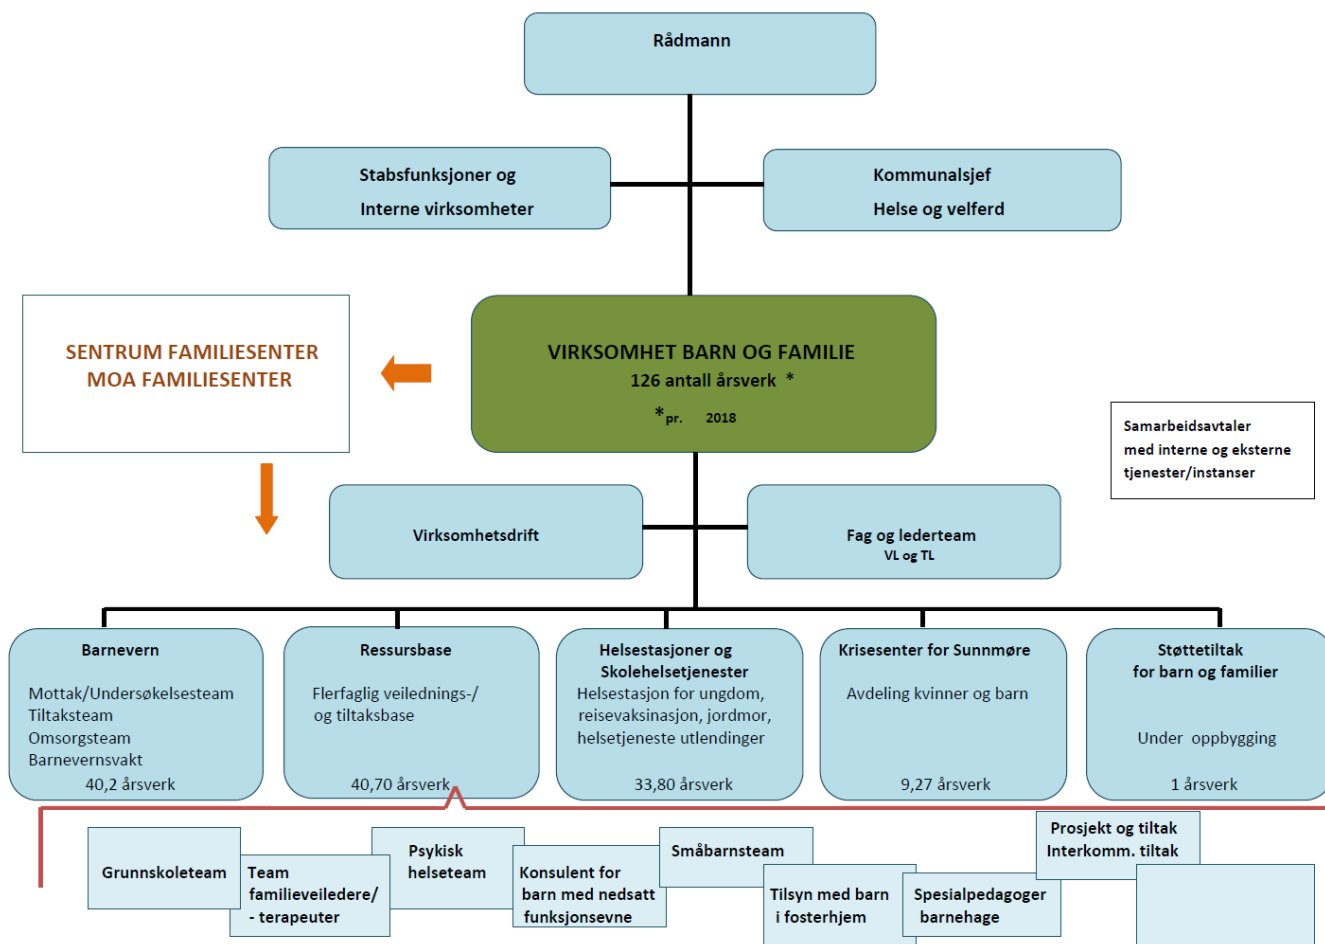 Rådmann
Stabsfunksjoner og
Interne virksomheter
Kommunalsjef
Helse og velferd
SENTRUM FAMILIESENTER
MOA FAMILIESENTER
VIRKSOMHET BARN OG FAMILIE
126 antall årsverk *
*pr. 2018
Samarbeidsavtaler
med interne og eksterne
tjenester/instanser
Virksomhetsdrift
Fag og lederteam
VL og TL
Barnevern
Mottak/Undersøkelsesteam
Tiltaksteam
Omsorgsteam
Barnevernsvakt
40,2 årsverk
Ressursbase
Flerfaglig veilednings-/
og tiltaksbase
40,70 årsverk
Helsestasjoner og
Skolehelsetjenester
Helsestasjon for ungdom,
reisevaksinasjon, jordmor,
helsetjeneste utlendinger
33,80 årsverk
Krisesenter for Sunnmøre
Avdeling kvinner og barn
9,27 årsverk
Støttetiltak
for barn og familier
Under oppbygging
1 årsverk
Grunnskoleteam
Team
familieveiledere/
- terapeuter
Psykisk
helseteam
Konsulent for
barn med nedsatt
funksjonsevne
Småbarnsteam
Tilsyn med barn
i fosterhjem
Spesialpedagoger
barnehage
Prosjekt og tiltak
Interkomm. tiltak